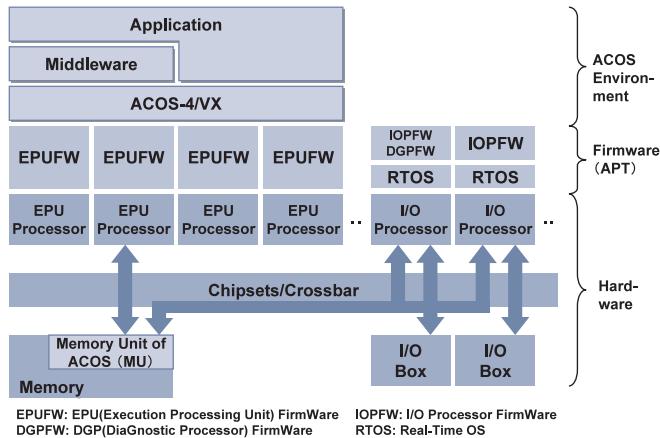 Application
Middleware
ACOS-4/VX
ACOS
Environ-
ment
EPUFW EPUFW EPUFW EPUFW
IOPFW
DGPFW
IOPFW
RTOS RTOS
Firmware
(APT)
EPU
Processor
EPU
Processor
EPU
Processor
EPU
Processor
..
I/O
Processor
I/O
Processor
..
Chipsets/Crossbar
Hard-
ware
Memory Unit of
ACOS (MU)
Memory
I/O
Box
I/O
Box
EPUFW: EPU(Execution Processing Unit) FirmWare
IOPFW: I/O Processor FirmWare
DGPFW: DGP(DiaGnostic Processor) FirmWare
RTOS: Real-Time OS